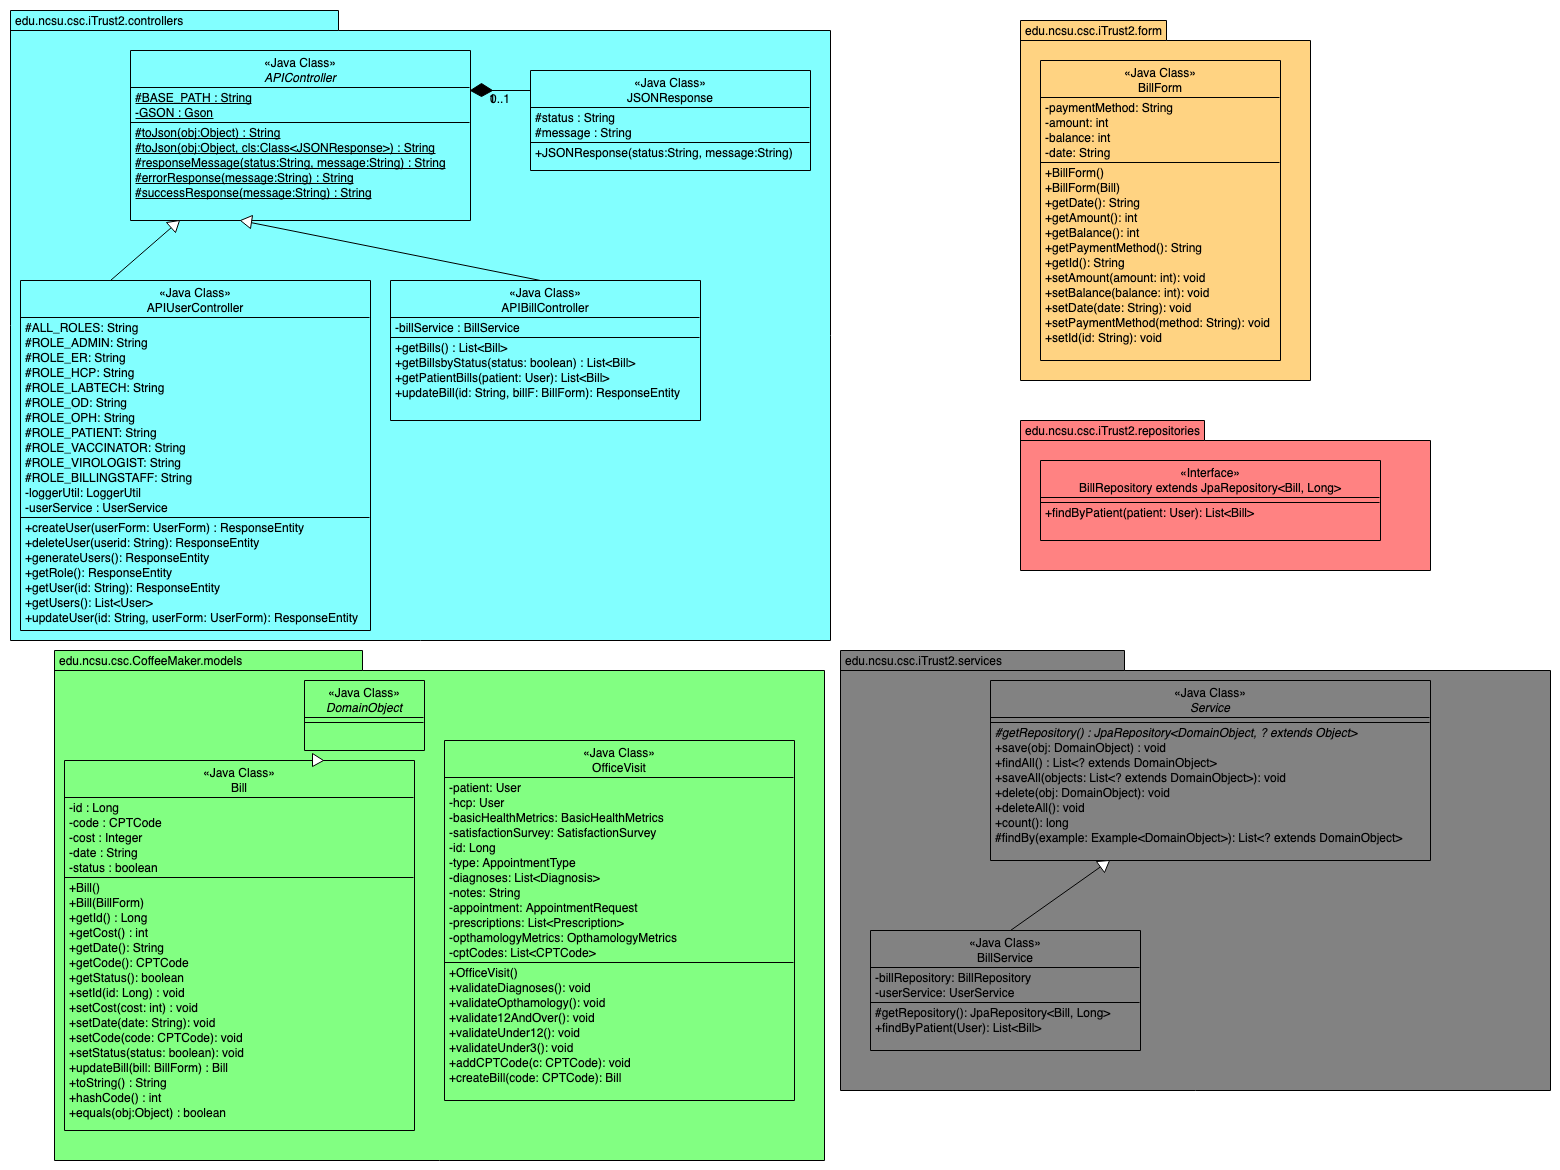 edu.ncsu.csc.iTrust2.controllers
«Java Class»
APIController
#BASE_PATH : String
-GSON : Gson
#toJson(obj:Object) : String
#toJson(obj:Object, cls:Class<JSONResponse>) : String
#responseMessage(status:String, message:String) : String
#errorResponse(message:String) : String
#successResponse(message:String) : String
0..1
«Java Class»
JSONResponse
#status : String
#message : String
+JSONResponse(status:String, message:String)
«Java Class»
APIUserController
#ALL_ROLES: String
#ROLE_ADMIN: String
#ROLE_ER: String
#ROLE_HCP: String
#ROLE_LABTECH: String
#ROLE_OD: String
#ROLE_OPH: String
#ROLE_PATIENT: String
#ROLE_VACCINATOR: String
#ROLE_VIROLOGIST: String
#ROLE_BILLINGSTAFF: String
-loggerUtil: LoggerUtil
-userService : UserService
+createUser(userForm: UserForm) : ResponseEntity
+deleteUser(userid: String): ResponseEntity
+generateUsers(): ResponseEntity
+getRole(): ResponseEntity
+getUser(id: String): ResponseEntity
+getUsers(): List<User>
+updateUser(id: String, userForm: UserForm): ResponseEntity
«Java Class»
APIBillController
-billService : BillService
+getBills() : List<Bill>
+getBillsbyStatus(status: boolean) : List<Bill>
+getPatientBills(patient: User): List<Bill>
+updateBill(id: String, billF: BillForm): ResponseEntity
edu.ncsu.csc.iTrust2.form
«Java Class»
BillForm
-paymentMethod: String
-amount: int
-balance: int
-date: String
+BillForm()
+BillForm(Bill)
+getDate(): String
+getAmount(): int
+getBalance(): int
+getPaymentMethod(): String
+getId(): String
+setAmount(amount: int): void
+setBalance(balance: int): void
+setDate(date: String): void
+setPaymentMethod(method: String): void
+setId(id: String): void
edu.ncsu.csc.iTrust2.repositories
«Interface»
BillRepository extends JpaRepository<Bill, Long>
+findByPatient(patient: User): List<Bill>
edu.ncsu.csc.CoffeeMaker.models
«Java Class»
DomainObject
«Java Class»
Bill
-id : Long
-code : CPTCode
-cost : Integer
-date : String
-status : boolean
+Bill()
+Bill(BillForm)
+getId() : Long
+getCost() : int
+getDate(): String
+getCode(): CPTCode
+getStatus(): boolean
+setId(id: Long) : void
+setCost(cost: int) : void
+setDate(date: String): void
+setCode(code: CPTCode): void
+setStatus(status: boolean): void
+updateBill(bill: BillForm) : Bill
+toString() : String
+hashCode() : int
+equals(obj:Object) : boolean
«Java Class»
OfficeVisit
-patient: User
-hcp: User
-basicHealthMetrics: BasicHealthMetrics
-satisfactionSurvey: SatisfactionSurvey
-id: Long
-type: AppointmentType
-diagnoses: List<Diagnosis>
-notes: String
-appointment: AppointmentRequest
-prescriptions: List<Prescription>
-opthamologyMetrics: OpthamologyMetrics
-cptCodes: List<CPTCode>
+OfficeVisit()
+validateDiagnoses(): void
+validateOpthamology(): void
+validate12AndOver(): void
+validateUnder12(): void
+validateUnder3(): void
+addCPTCode(c: CPTCode): void
+createBill(code: CPTCode): Bill
edu.ncsu.csc.iTrust2.services
«Java Class»
Service
#getRepository() : JpaRepository<DomainObject, ? extends Object>
+save(obj: DomainObject) : void
+findAll() : List<? extends DomainObject>
+saveAll(objects: List<? extends DomainObject>): void
+delete(obj: DomainObject): void
+deleteAll(): void
+count(): long
#findBy(example: Example<DomainObject>): List<? extends DomainObject>
«Java Class»
BillService
-billRepository: BillRepository
-userService: UserService
#getRepository(): JpaRepository<Bill, Long>
+findByPatient(User): List<Bill>